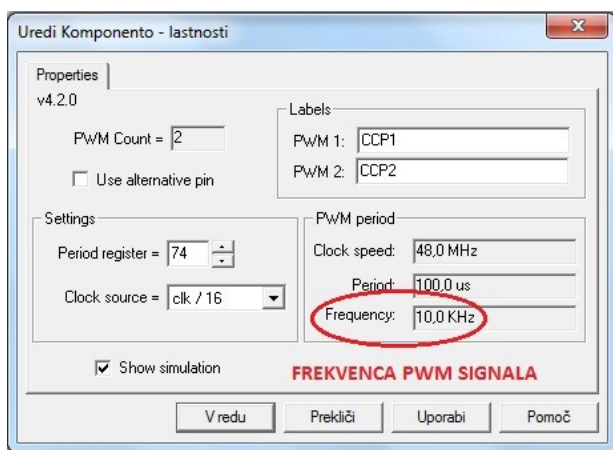 Uredi Komponento - lastnosti
Properties
v4.2.0
PWM Count = 2
Use alternative pin
Labels
PWM 1: CCP1
PWM 2: CCP2
Settings
Period register = 74
Clock source = clk / 16
PWM period
Clock speed: 48,0 MHz
Period: 100,0 us
Frequency: 10,0 KHz
Show simulation
FREKVENCA PWM SIGNALA
V redu
Prekliči
Uporabi
Pomoč